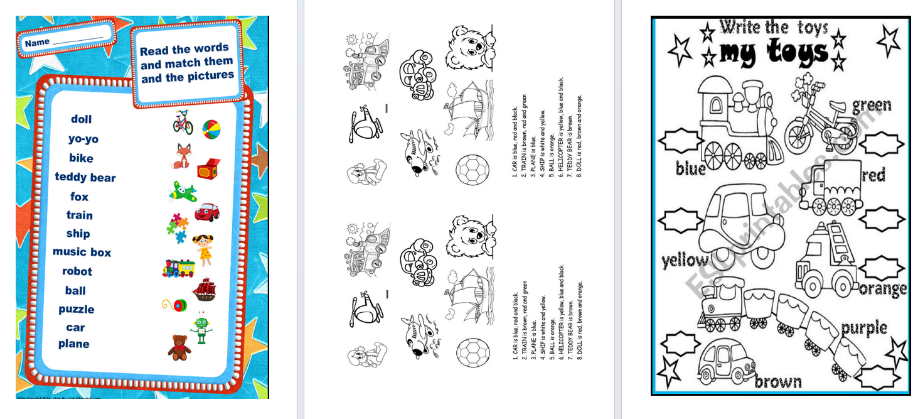 Name
Read the words
and match them
and the pictures
doll
yo-yo
bike
teddy bear
fox
train
ship
music box
robot
ball
puzzle
car
plane
1. CAR is blue, red and black.
2. TRAIN is brown, red and green
3. PLANE is blue.
4. SHIP is white and yellow.
5. BALL is orange.
6. HELICOPTER is yellow, blue and black.
7. TEDDY BEAR is brown.
8. DOLL is red, brown and orange.
1. CAR is blue, red and black.
2. TRAIN is brown, red and green
3. PLANE is blue.
4. SHIP is white and yellow.
5. BALL is orange.
6. HELICOPTER is yellow, blue and black.
7. TEDDY BEAR is brown.
8. DOLL is red, brown and orange.
Write the toys
my toys
green
blue
red
yellow
orange
purple
brown
ESLprintables.com